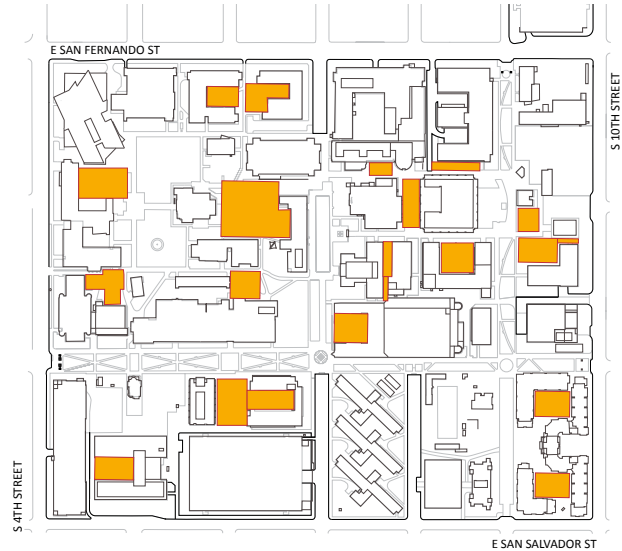 E SAN FERNANDO ST
S 10TH STREET
S 4TH STREET
E SAN SALVADOR ST